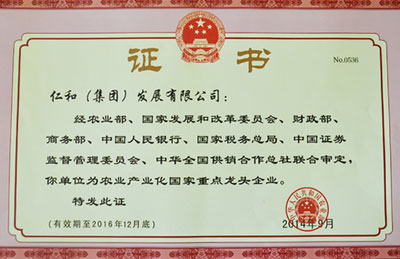 证 书
No.0536
仁和（集团）发展有限公司：
经农业部、国家发展和改革委员会、财政部、
商务部、中国人民银行、国家税务总局、中国证券
监督管理委员会、中华全国供销合作总社联合审定，
你单位为农业产业化国家重点龙头企业。
特发此证
(有效期至2016年12月底)
2014年9月